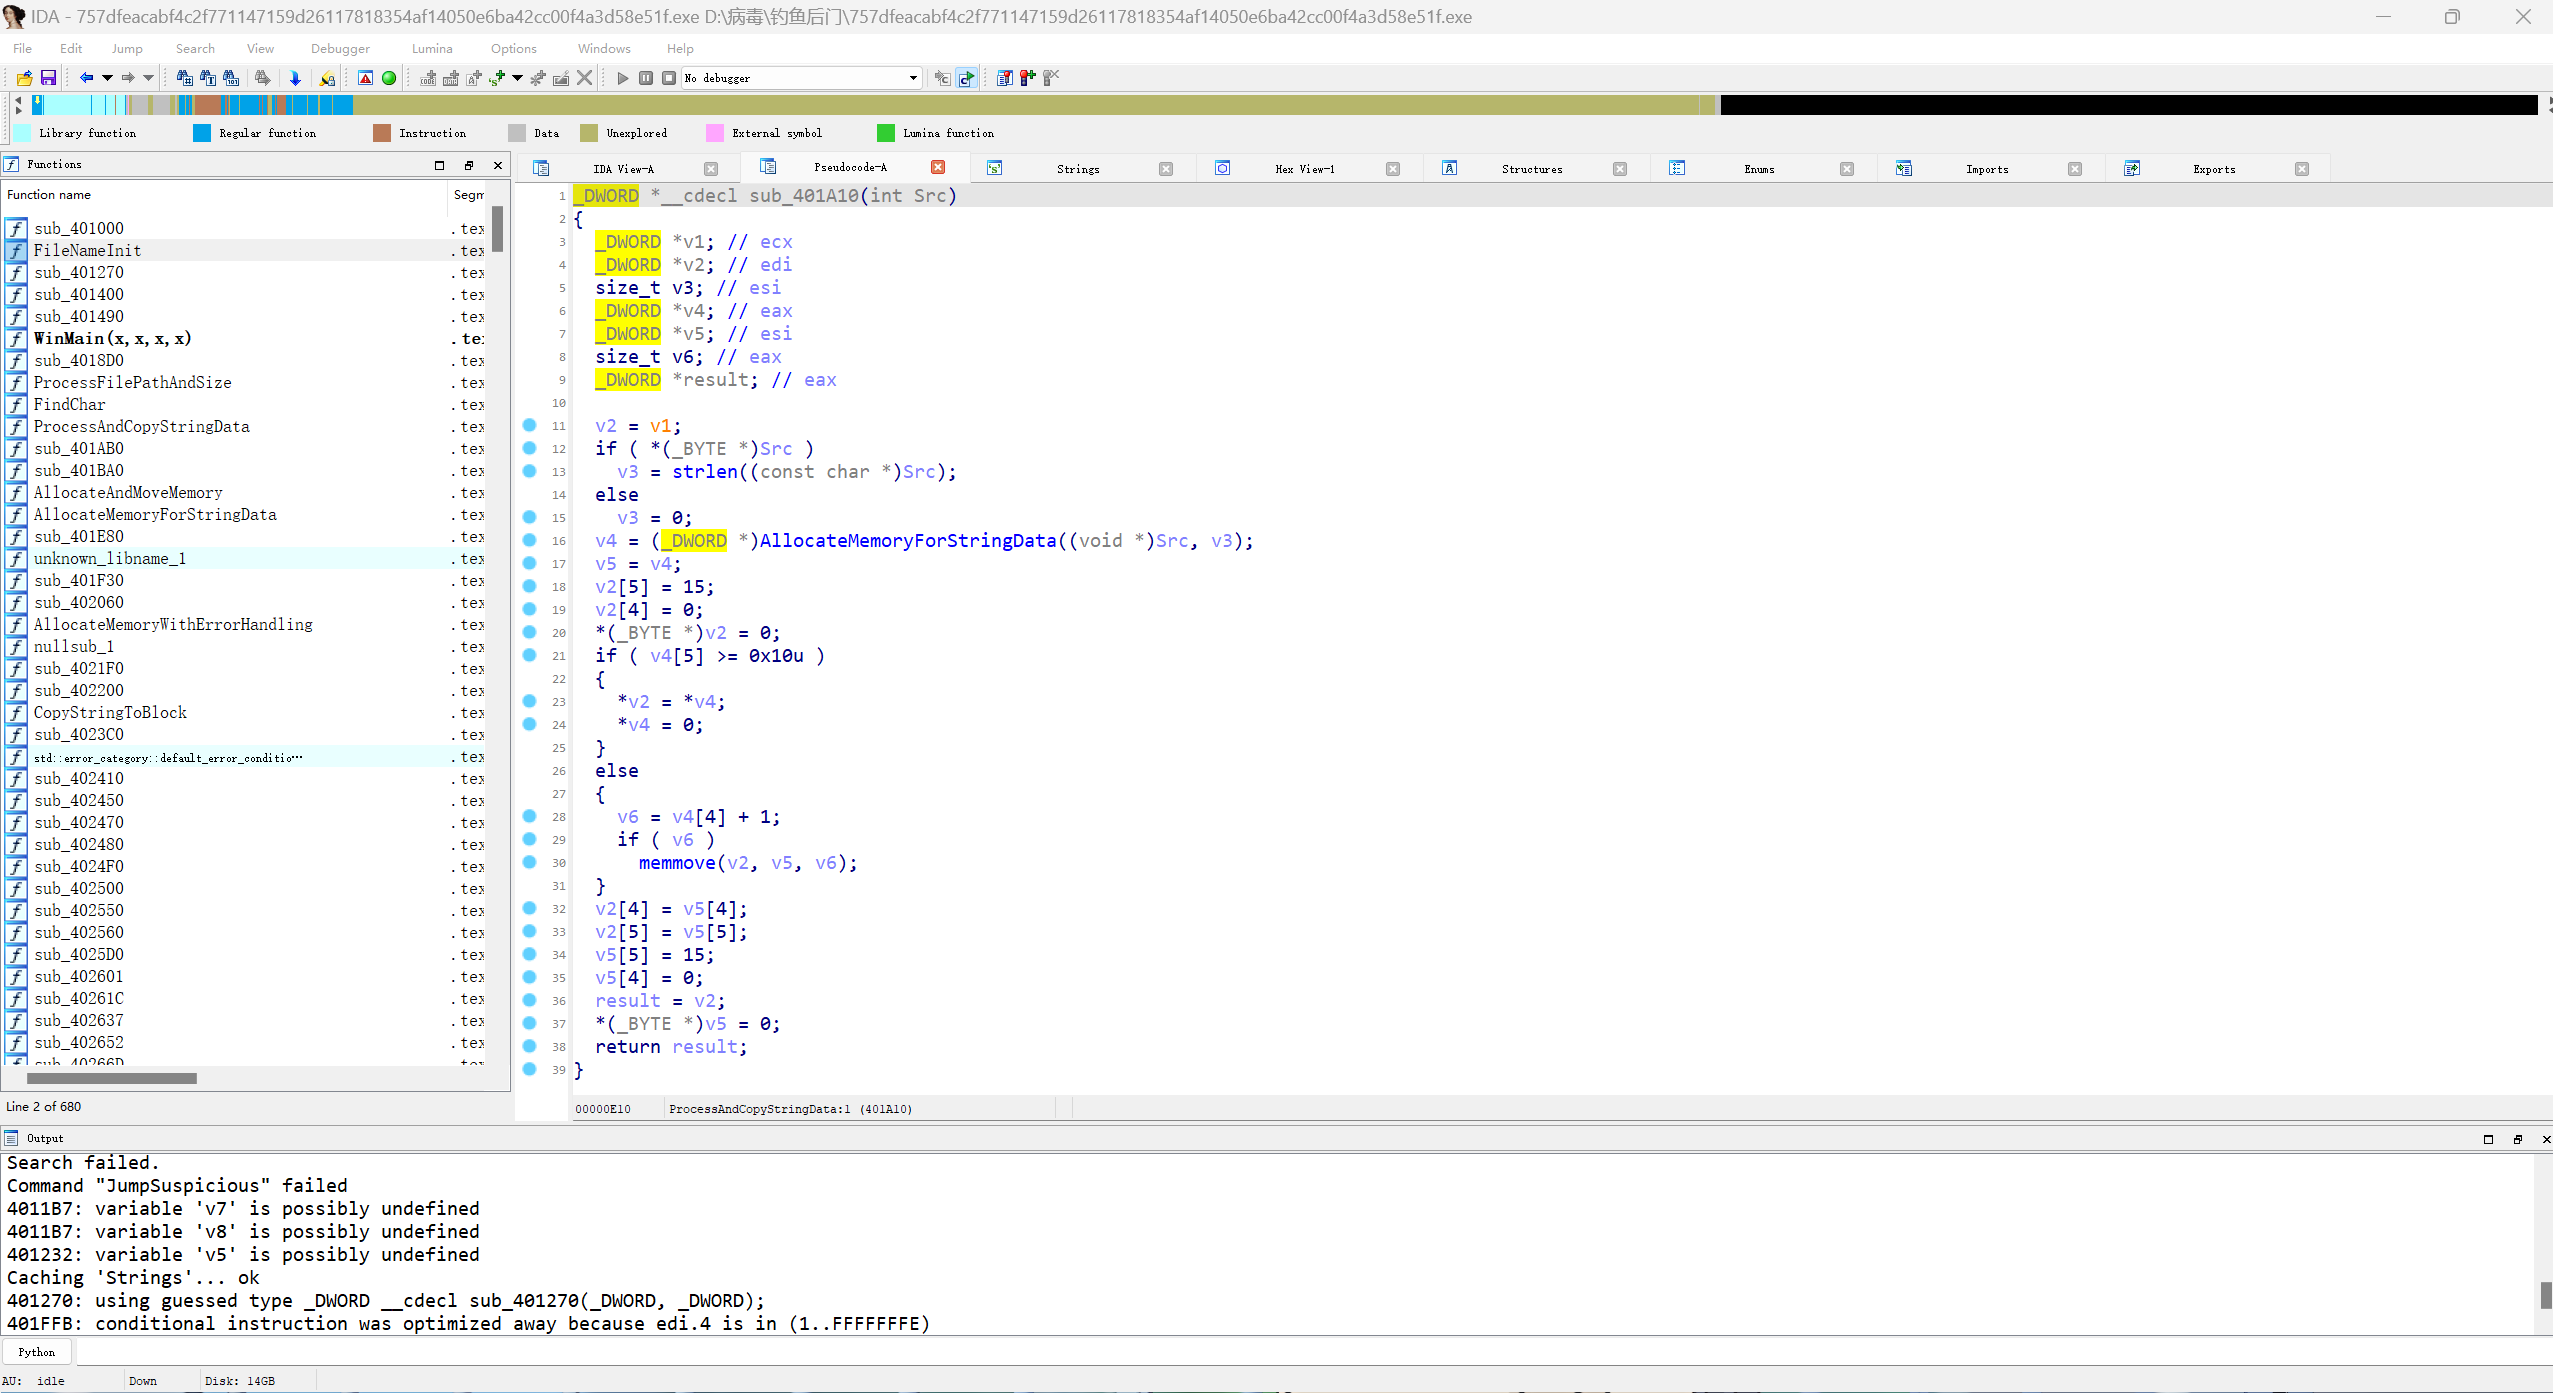 IDA - 757dfeacabf4c2f771147159d26117818354af14050e6ba42cc00f4a3d58e51f.exe D:\病毒\钓鱼后门\757dfeacabf4c2f771147159d26117818354af14050e6ba42cc00f4a3d58e51f.exe
File Edit Jump Search View Debugger Lumina Options Windows Help
No debugger
Library function Regular function Instruction Data Unexplored External symbol Lumina function
Functions
Function name Segm
sub_401000 .tex
FileNameInit .tex
sub_401270 .tex
sub_401400 .tex
sub_401490 .tex
WinMain(x,x,x,x) .tex
sub_4018D0 .tex
ProcessFilePathAndSize .tex
FindChar .tex
ProcessAndCopyStringData .tex
sub_401AB0 .tex
sub_401BA0 .tex
AllocateAndMoveMemory .tex
AllocateMemoryForStringData .tex
sub_401E80 .tex
unknown_libname_1 .tex
sub_401F30 .tex
sub_402060 .tex
AllocateMemoryWithErrorHandling .tex
nullsub_1 .tex
sub_4021F0 .tex
sub_402200 .tex
CopyStringToBlock .tex
sub_4023C0 .tex
std::error_category::default_error_conditio… .tex
sub_402410 .tex
sub_402450 .tex
sub_402470 .tex
sub_402480 .tex
sub_4024F0 .tex
sub_402500 .tex
sub_402550 .tex
sub_402560 .tex
sub_4025D0 .tex
sub_402601 .tex
sub_40261C .tex
sub_402637 .tex
sub_402652 .tex
sub_40266D .tex
Line 2 of 680
IDA View-A Pseudocode-A Strings Hex View-1 Structures Enums Imports Exports
1 _DWORD *__cdecl sub_401A10(int Src)
2 {
3 _DWORD *v1; // ecx
4 _DWORD *v2; // edi
5 size_t v3; // esi
6 _DWORD *v4; // eax
7 _DWORD *v5; // esi
8 size_t v6; // eax
9 _DWORD *result; // eax
10
11 v2 = v1;
12 if ( *(_BYTE *)Src )
13 v3 = strlen((const char *)Src);
14 else
15 v3 = 0;
16 v4 = (_DWORD *)AllocateMemoryForStringData((void *)Src, v3);
17 v5 = v4;
18 v2[5] = 15;
19 v2[4] = 0;
20 *(_BYTE *)v2 = 0;
21 if ( v4[5] >= 0x10u )
22 {
23 *v2 = *v4;
24 *v4 = 0;
25 }
26 else
27 {
28 v6 = v4[4] + 1;
29 if ( v6 )
30 memmove(v2, v5, v6);
31 }
32 v2[4] = v5[4];
33 v2[5] = v5[5];
34 v5[5] = 15;
35 v5[4] = 0;
36 result = v2;
37 *(_BYTE *)v5 = 0;
38 return result;
39 }
00000E10 ProcessAndCopyStringData:1 (401A10)
Output
Search failed.
Command "JumpSuspicious" failed
4011B7: variable 'v7' is possibly undefined
4011B7: variable 'v8' is possibly undefined
401232: variable 'v5' is possibly undefined
Caching 'Strings'... ok
401270: using guessed type _DWORD __cdecl sub_401270(_DWORD, _DWORD);
401FFB: conditional instruction was optimized away because edi.4 is in (1..FFFFFFFE)
Python
AU: idle Down Disk: 14GB